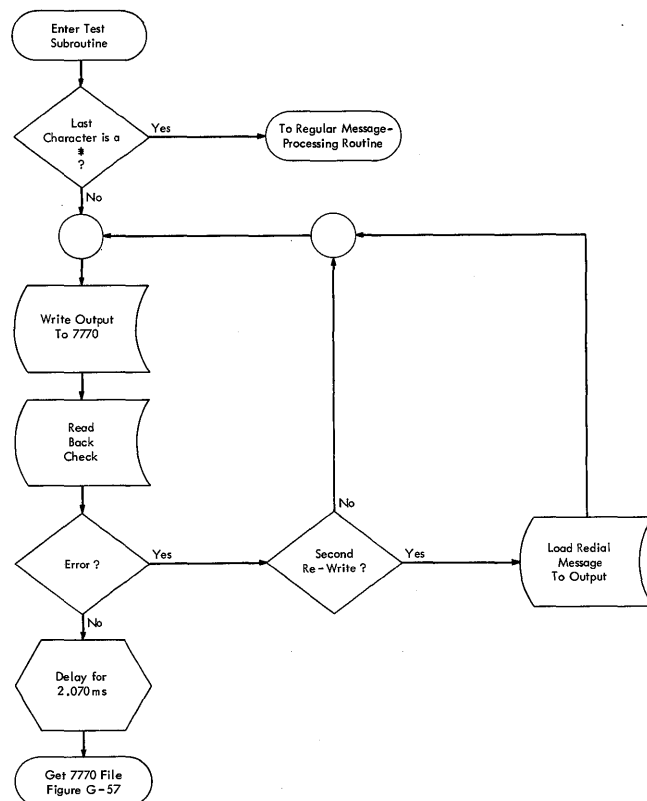 Enter Test
Subroutine
Last
Character is a
*
?
Yes
To Regular Message-
Processing Routine
No
Write Output
To 7770
Read
Back
Check
No
Error ?
Yes
Second
Re-Write ?
Yes
Load Redial
Message
To Output
No
Delay for
2.070ms
Get 7770 File
Figure G-57